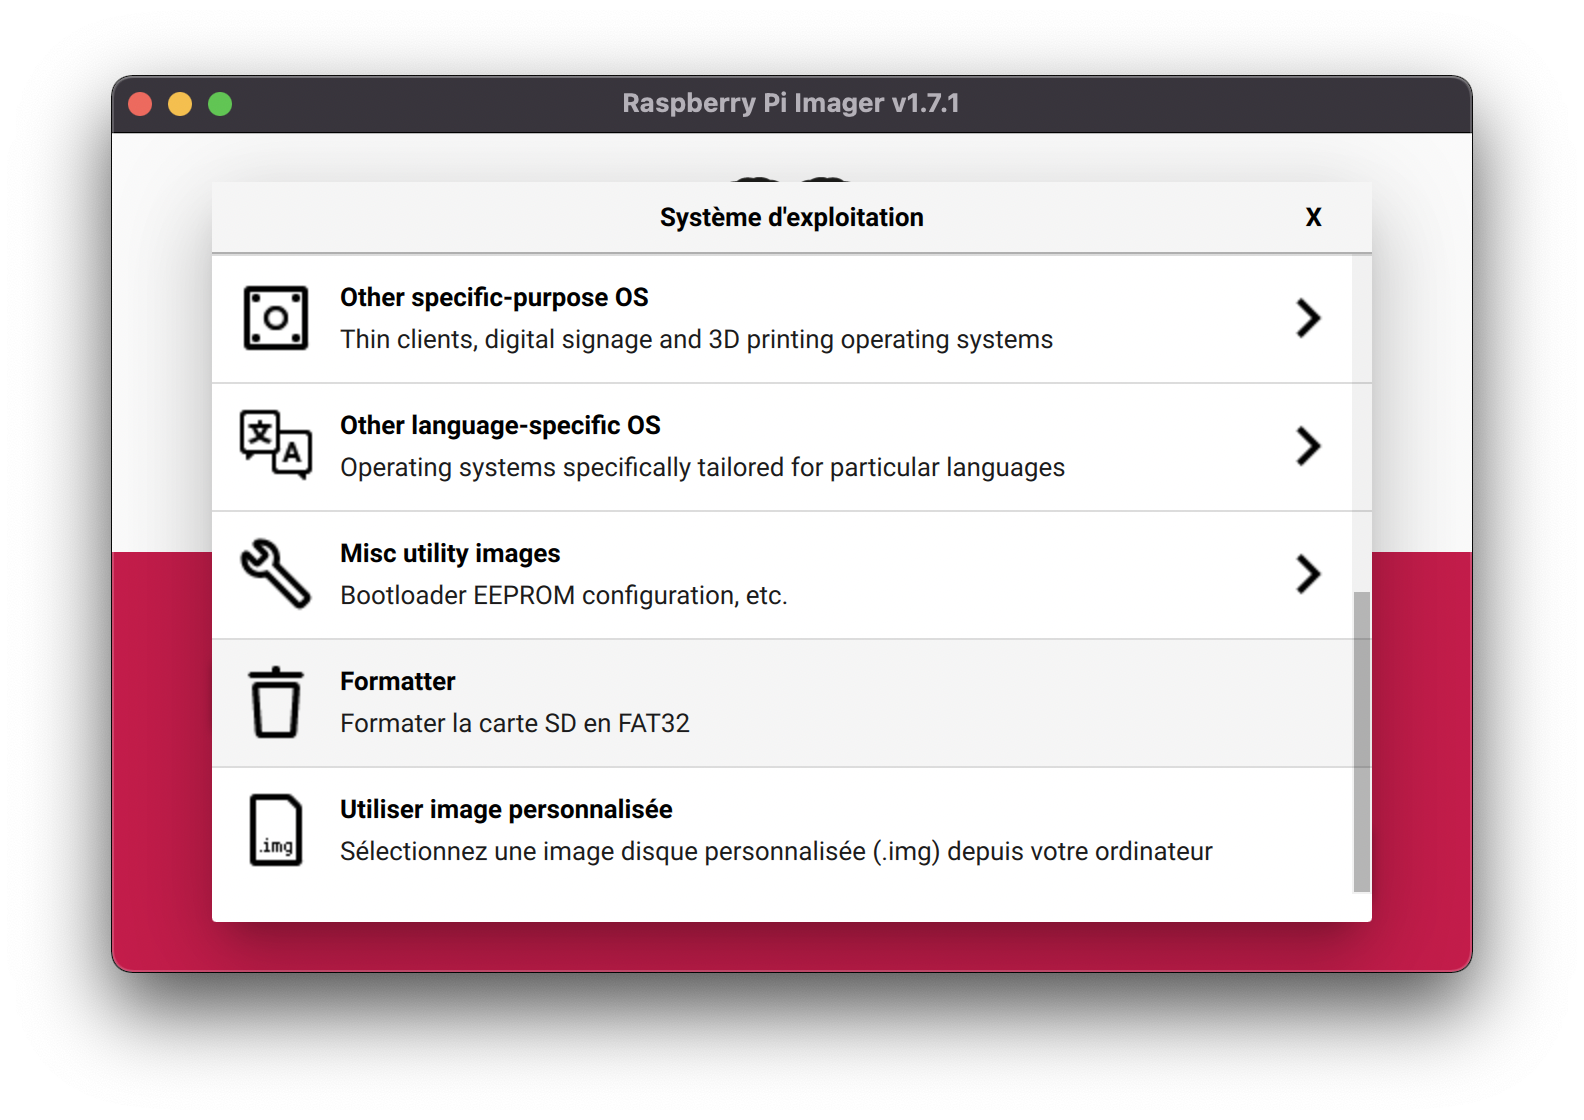 Raspberry Pi Imager v1.7.1
Système d'exploitation
X
Other specific-purpose OS
Thin clients, digital signage and 3D printing operating systems
文
A
Other language-specific OS
Operating systems specifically tailored for particular languages
Misc utility images
Bootloader EEPROM configuration, etc.
Formatter
Formater la carte SD en FAT32
.img
Utiliser image personnalisée
Sélectionnez une image disque personnalisée (.img) depuis votre ordinateur